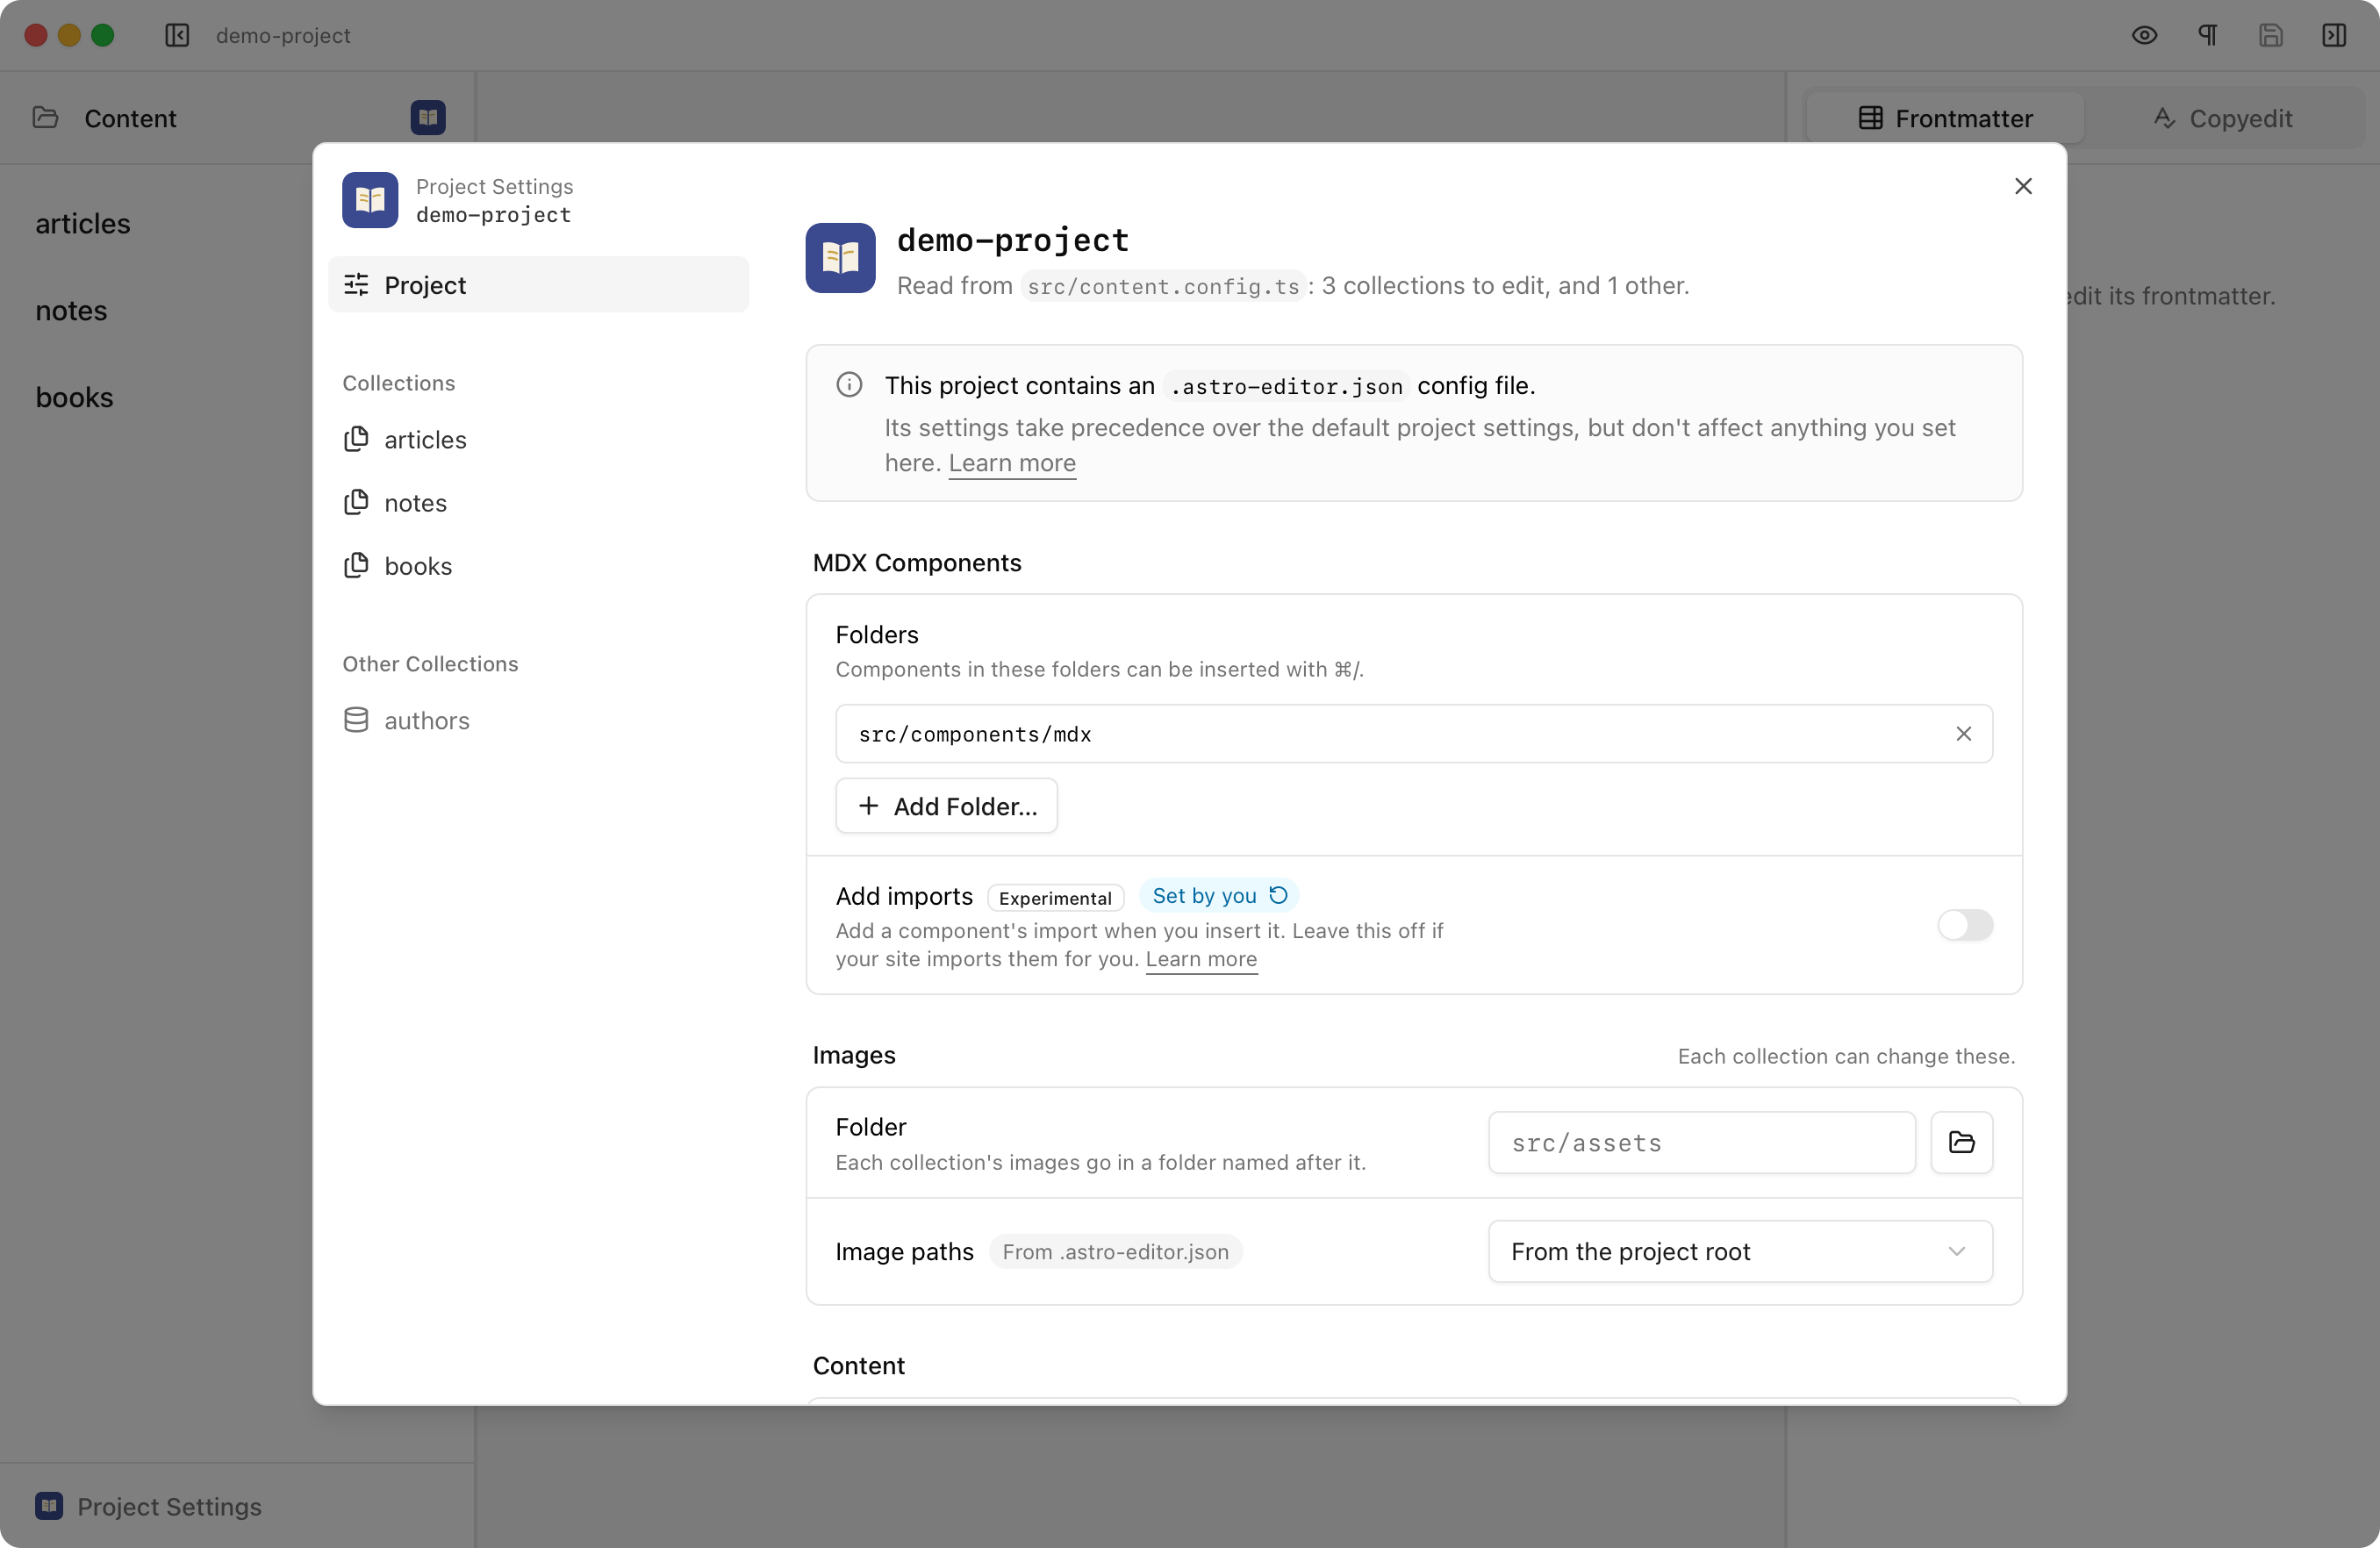 demo-project
Content
Frontmatter
Copyedit
articles
notes
books
edit its frontmatter.
Project Settings
Project Settings
demo-project
Project
Collections
articles
notes
books
Other Collections
authors
demo-project
Read from src/content.config.ts: 3 collections to edit, and 1 other.
This project contains an .astro-editor.json config file.
Its settings take precedence over the default project settings, but don't affect anything you set
here. Learn more
MDX Components
Folders
Components in these folders can be inserted with ⌘/.
src/components/mdx
Add Folder...
Add imports Experimental Set by you
Add a component's import when you insert it. Leave this off if
your site imports them for you. Learn more
Images
Each collection can change these.
Folder
Each collection's images go in a folder named after it.
src/assets
Image paths From .astro-editor.json
From the project root
Content